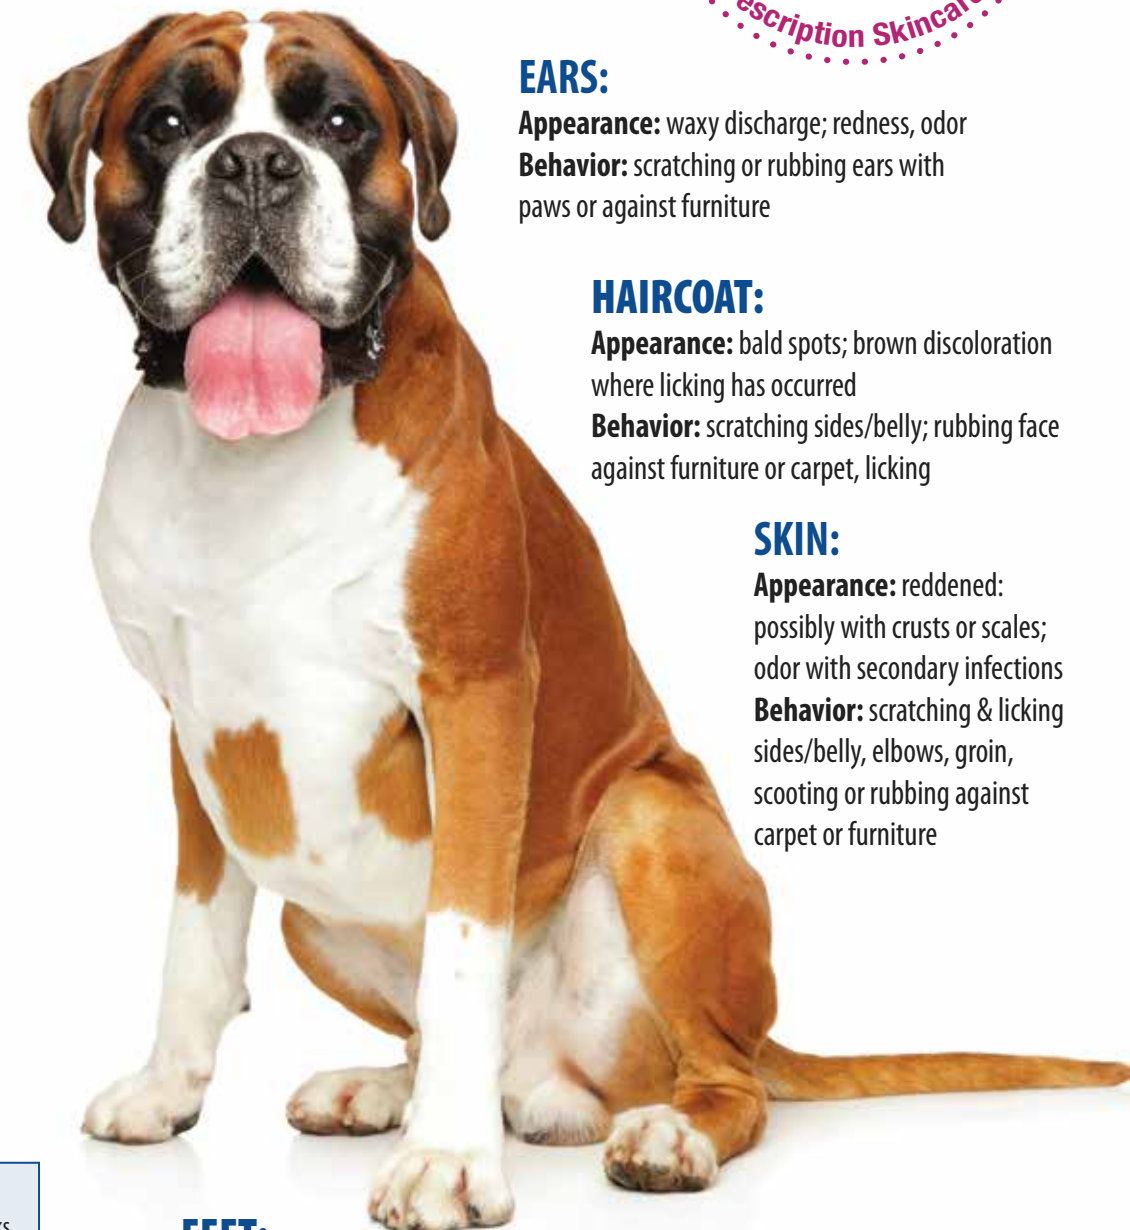 escription Skincare
EARS:
Appearance: waxy discharge; redness, odor
Behavior: scratching or rubbing ears with
paws or against furniture
HAIRCOAT:
Appearance: bald spots; brown discoloration
where licking has occurred
Behavior: scratching sides/belly; rubbing face
against furniture or carpet, licking
SKIN:
Appearance: reddened:
possibly with crusts or scales;
odor with secondary infections
Behavior: scratching & licking
sides/belly, elbows, groin,
scooting or rubbing against
carpet or furniture
FEET: